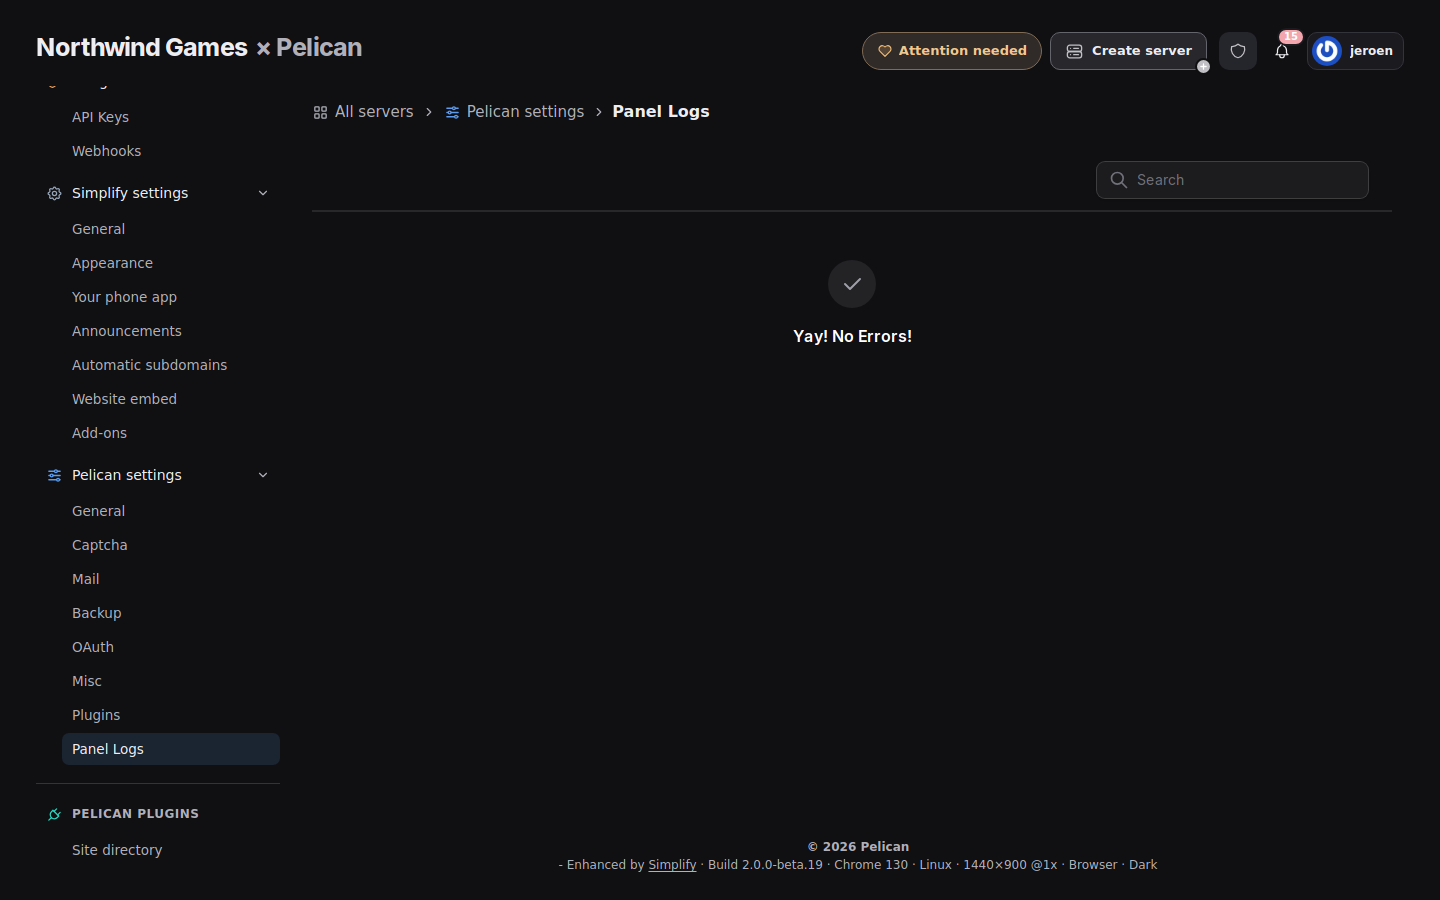 Northwind Games × Pelican
Attention needed
Create server
15
jeroen
API Keys
Webhooks
Simplify settings
General
Appearance
Your phone app
Announcements
Automatic subdomains
Website embed
Add-ons
Pelican settings
General
Captcha
Mail
Backup
OAuth
Misc
Plugins
Panel Logs
PELICAN PLUGINS
Site directory
All servers > Pelican settings > Panel Logs
Search
Yay! No Errors!
© 2026 Pelican
- Enhanced by Simplify · Build 2.0.0-beta.19 · Chrome 130 · Linux · 1440×900 @1x · Browser · Dark